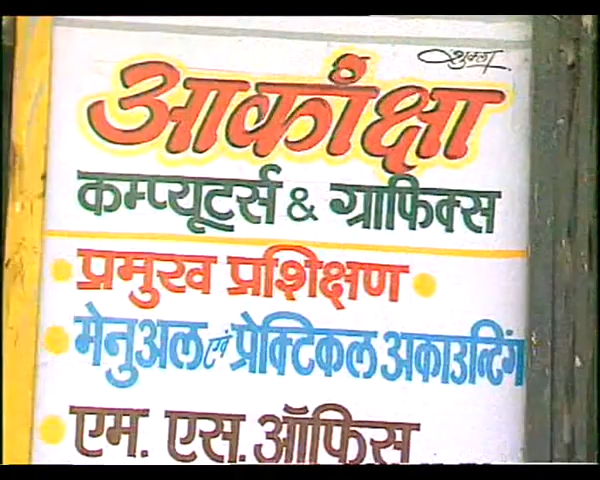 शुक्ला
आकांक्षा
कम्प्यूटर्स & ग्राफिक्स
प्रमुख प्रशिक्षण
मेनुअल एवं प्रेक्टिकल अकाउन्टिंग
एम. एस. ऑफिस